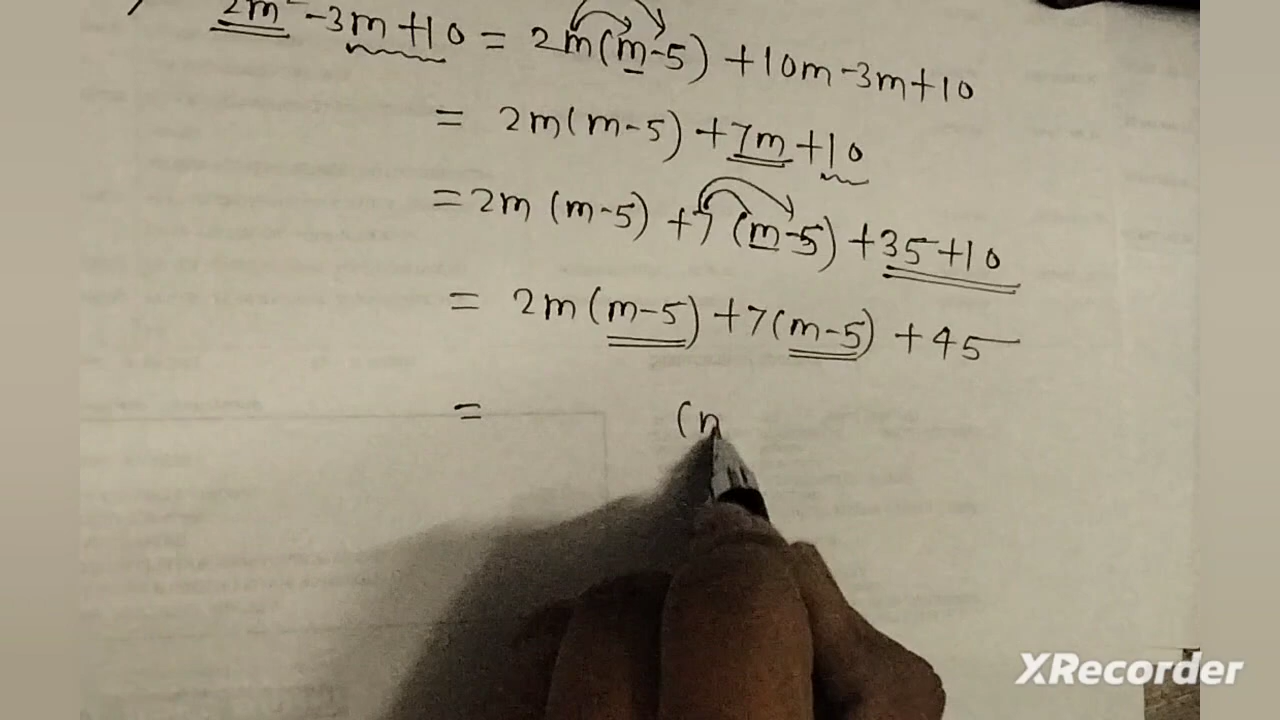 2m² -3m +10 = 2m(m-5) +10m -3m +10
= 2m(m-5) +7m +10
= 2m (m-5) +7 (m-5) +35 +10
= 2m (m-5) +7 (m-5) +45
= (m
XRecorder